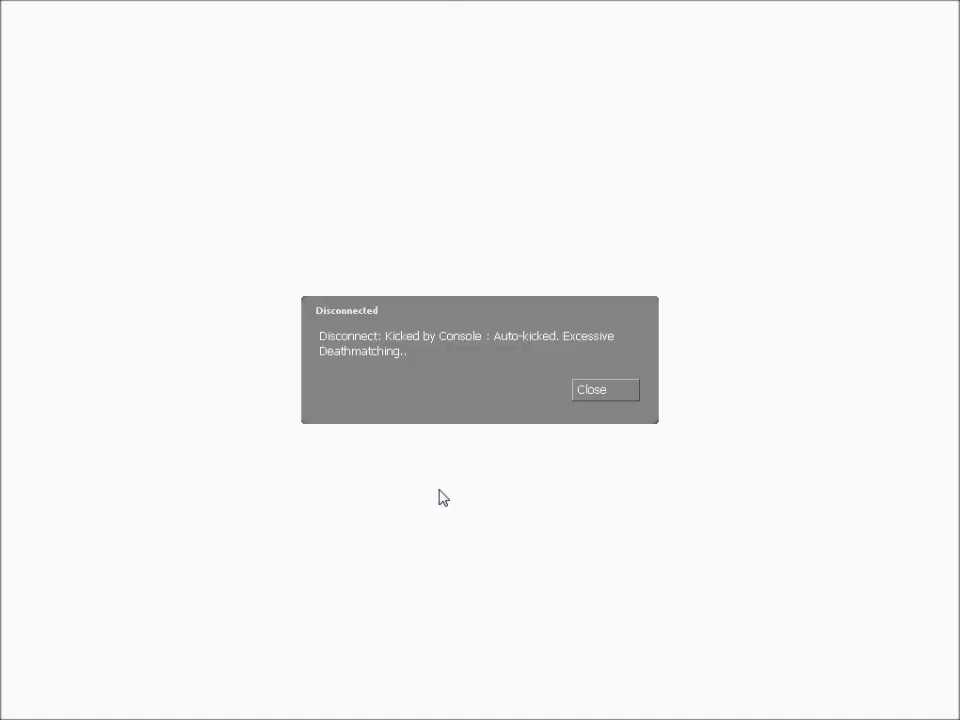 Disconnected
Disconnect: Kicked by Console : Auto-kicked. Excessive
Deathmatching..
Close